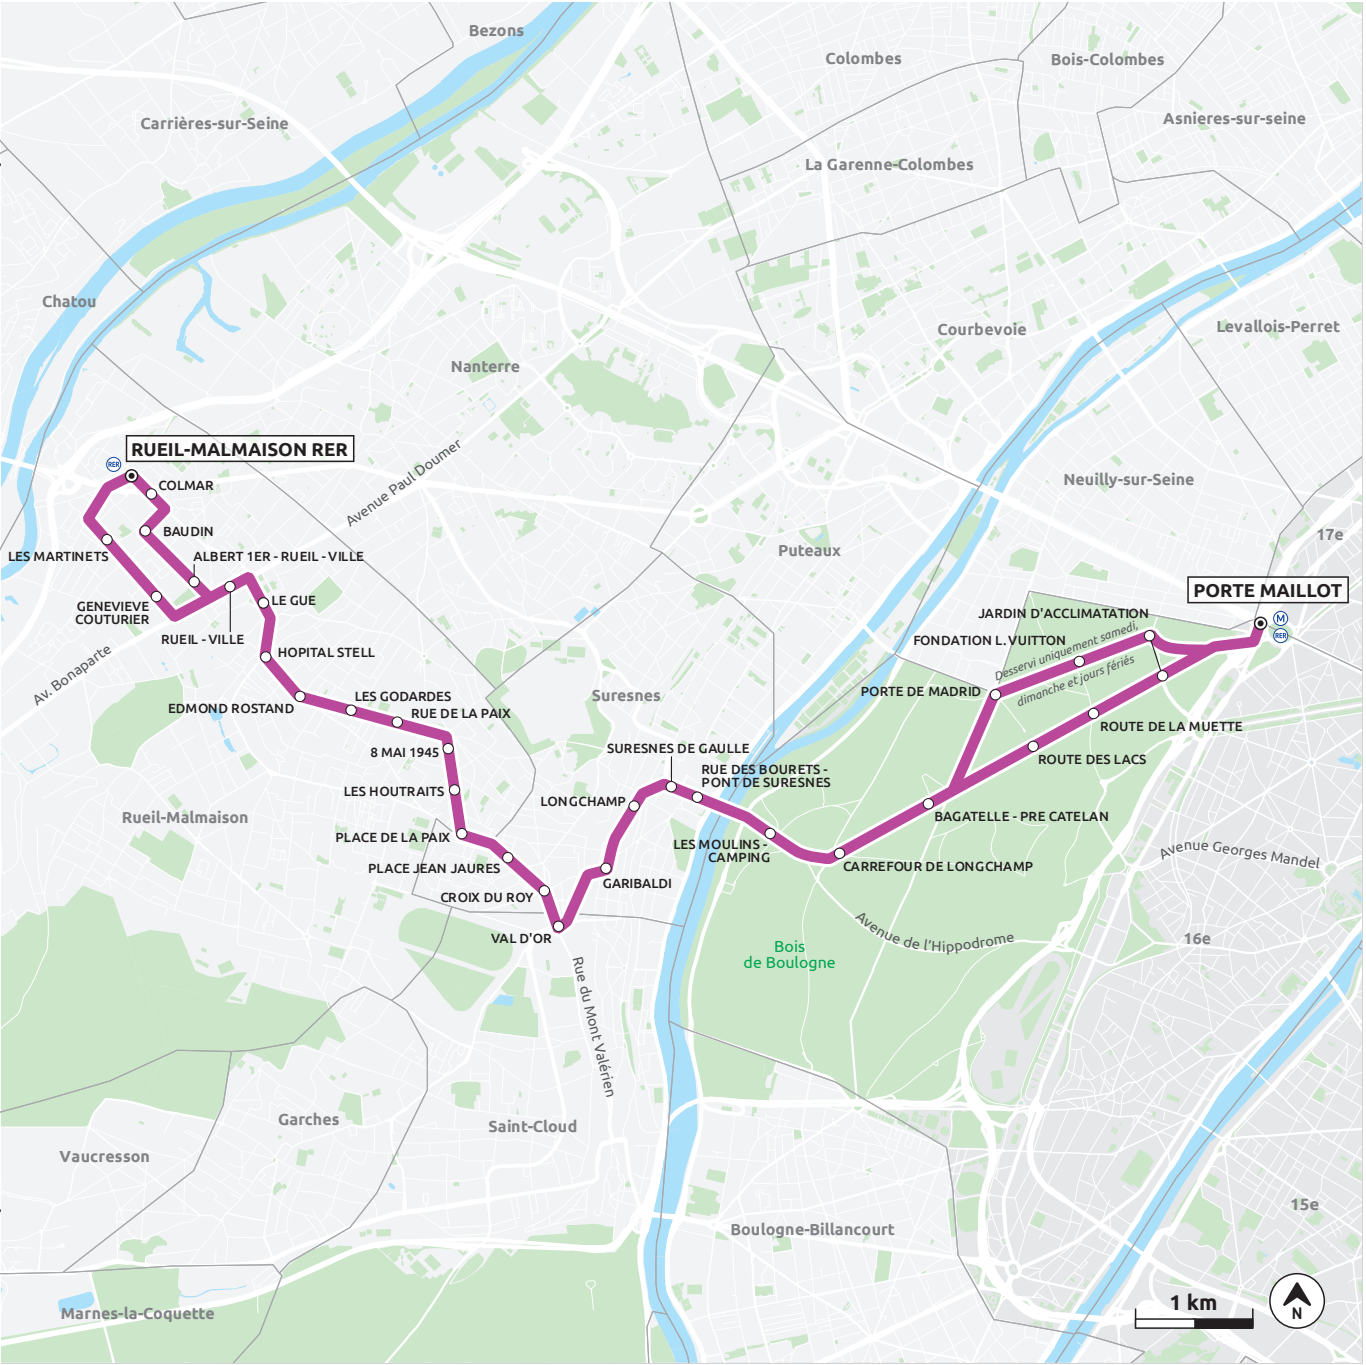 Bezons
Colombes
Bois-Colombes
Carrières-sur-Seine
Asnieres-sur-seine
La Garenne-Colombes
Chatou
Courbevoie
Levallois-Perret
Nanterre
RUEIL-MALMAISON RER
RER
COLMAR
Avenue Paul Doumer
Neuilly-sur-Seine
BAUDIN
17e
LES MARTINETS
ALBERT 1ER - RUEIL - VILLE
Puteaux
PORTE MAILLOT
M
RER
GENEVIEVE
COUTURIER
LE GUE
RUEIL - VILLE
JARDIN D'ACCLIMATATION
FONDATION L. VUITTON
Desservi uniquement samedi,
dimanche et jours fériés
HOPITAL STELL
Av. Bonaparte
PORTE DE MADRID
Suresnes
LES GODARDES
EDMOND ROSTAND
RUE DE LA PAIX
ROUTE DE LA MUETTE
8 MAI 1945
SURESNES DE GAULLE
ROUTE DES LACS
RUE DES BOURETS -
PONT DE SURESNES
LES HOUTRAITS
LONGCHAMP
Rueil-Malmaison
BAGATELLE - PRE CATELAN
PLACE DE LA PAIX
LES MOULINS -
CAMPING
Avenue Georges Mandel
PLACE JEAN JAURES
CARREFOUR DE LONGCHAMP
GARIBALDI
CROIX DU ROY
VAL D'OR
Avenue de l'Hippodrome
16e
Bois
de Boulogne
Rue du Mont Valérien
Garches
Saint-Cloud
Vaucresson
15e
Boulogne-Billancourt
Marnes-la-Coquette
1 km
N